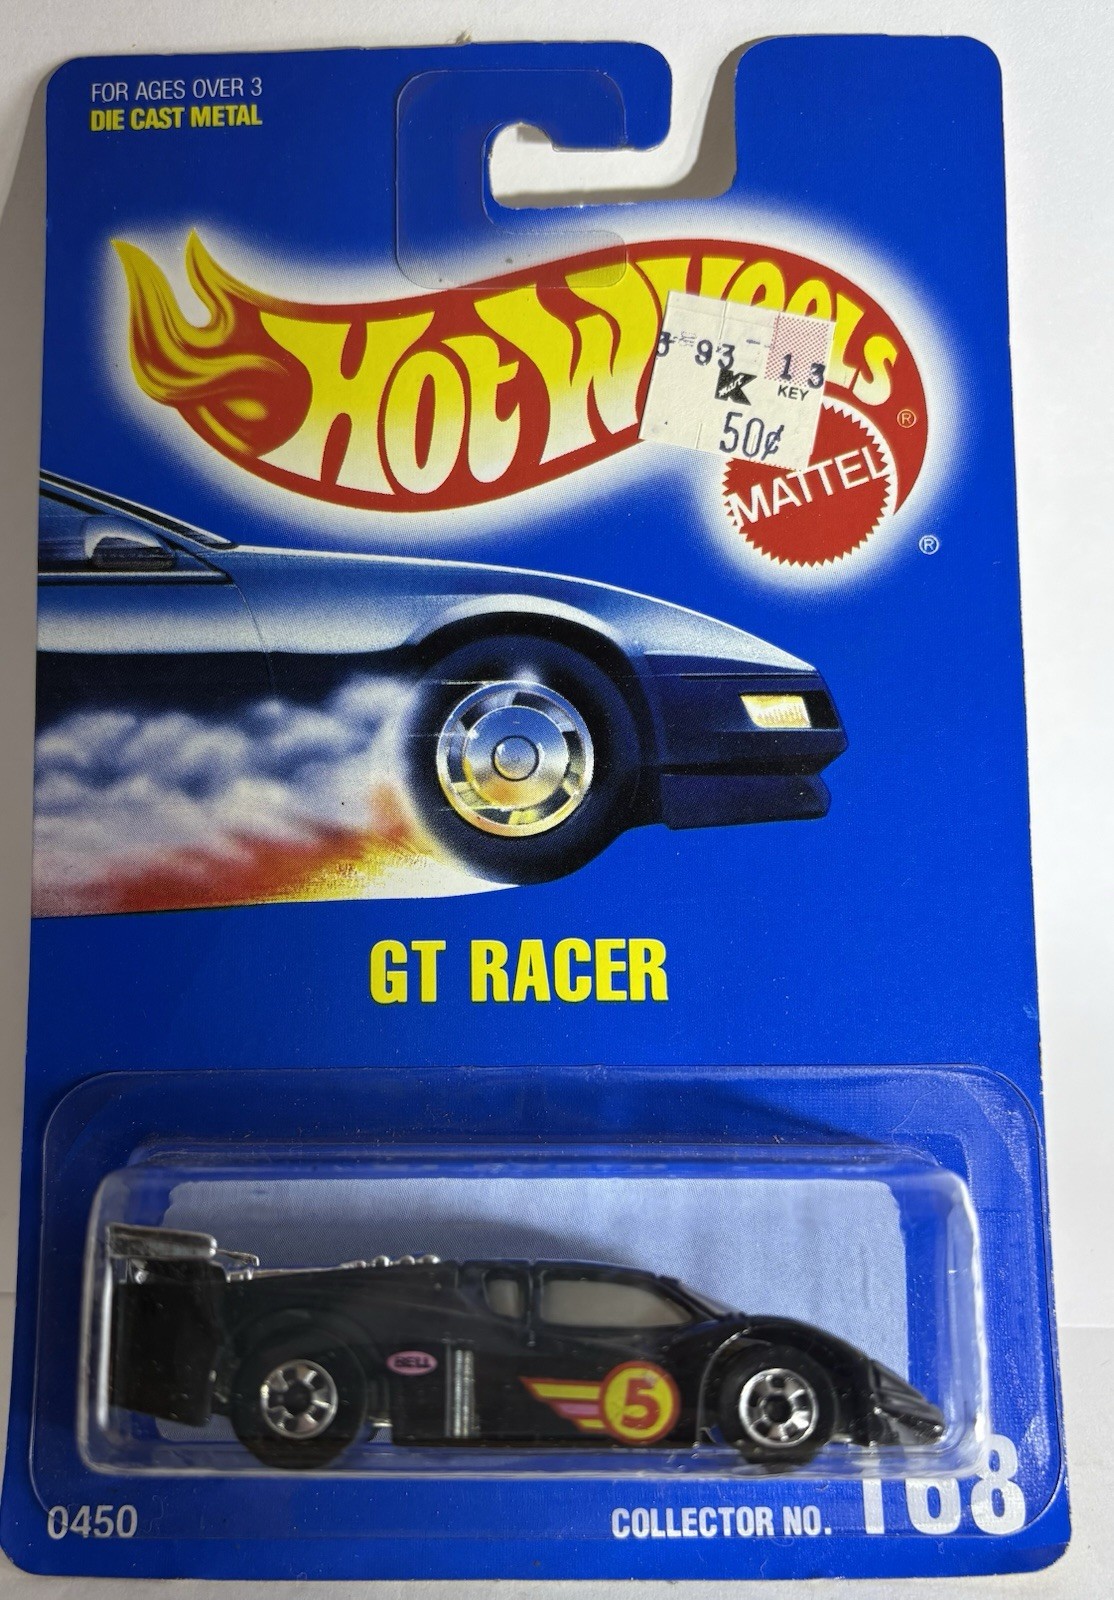 FOR AGES OVER 3
DIE CAST METAL
HOT WHEELS
®
93 13
K KEY
50¢
MATTEL
®
GT RACER
BELL
5
0450
COLLECTOR NO. 168